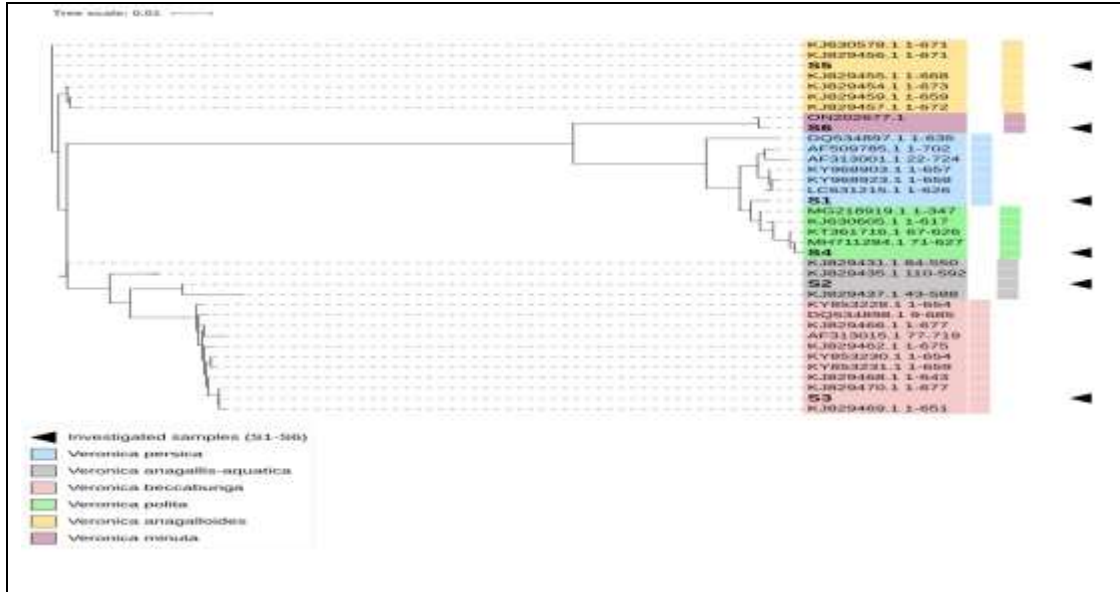 Tree scale: 0.01
KJ630579.1 1-671
KJ829456.1 1-671
S5
KJ829455.1 1-668
KJ829454.1 1-673
KJ829459.1 1-659
KJ829457.1 1-672
ON202677.1
S6
DQ534897.1 1-635
AF509785.1 1-702
AF313001.1 22-724
KY968903.1 1-657
KY968923.1 1-658
LC631215.1 1-626
S1
MG218919.1 1-347
KJ630605.1 1-617
KT361716.1 67-626
MH711294.1 71-627
S4
KJ829431.1 84-550
KJ829435.1 110-592
S2
KJ829427.1 43-588
KY853228.1 1-654
DQ534898.1 9-685
KJ829466.1 1-677
AF313015.1 77-719
KJ829462.1 1-675
KY853230.1 1-654
KY853231.1 1-659
KJ829468.1 1-643
KJ829470.1 1-677
S3
KJ829469.1 1-651
Investigated samples (S1-S6)
Veronica persica
Veronica anagallis-aquatica
Veronica beccabunga
Veronica polita
Veronica anagalloides
Veronica minuta